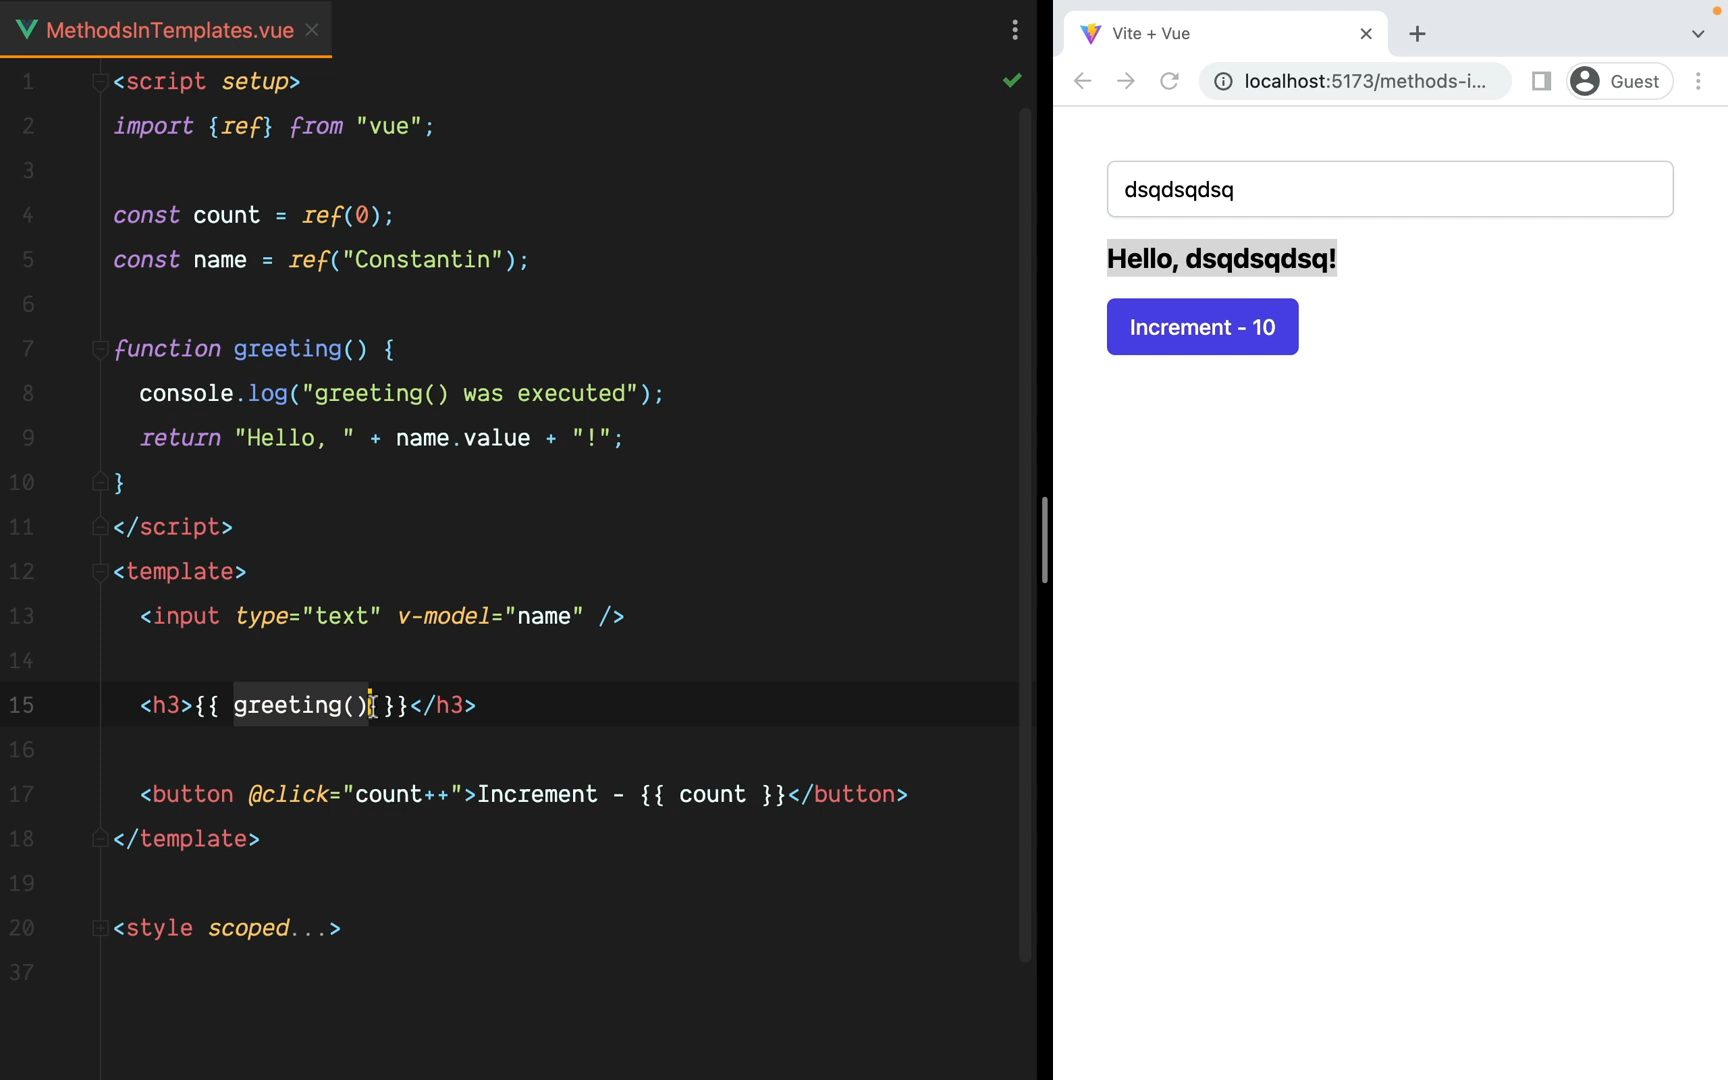 MethodsInTemplates.vue
1 <script setup>
2 import {ref} from "vue";
3
4 const count = ref(0);
5 const name = ref("Constantin");
6
7 function greeting() {
8 console.log("greeting() was executed");
9 return "Hello, " + name.value + "!";
10 }
11 </script>
12 <template>
13 <input type="text" v-model="name" />
14
15 <h3>{{ greeting() }}</h3>
16
17 <button @click="count++">Increment - {{ count }}</button>
18 </template>
19
20 <style scoped...>
37
Vite + Vue
localhost:5173/methods-i...
Guest
dsqdsqdsq
Hello, dsqdsqdsq!
Increment - 10